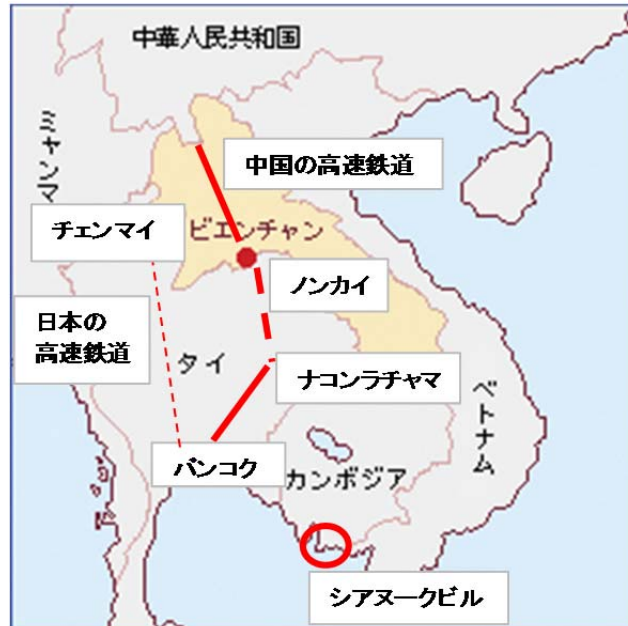 中華人民共和国
ミャンマ
中国の高速鉄道
チェンマイ
ビエンチャン
ノンカイ
日本の
高速鉄道
タイ
ナコンラチャマ
ベトナム
バンコク
カンボジア
シアヌークビル